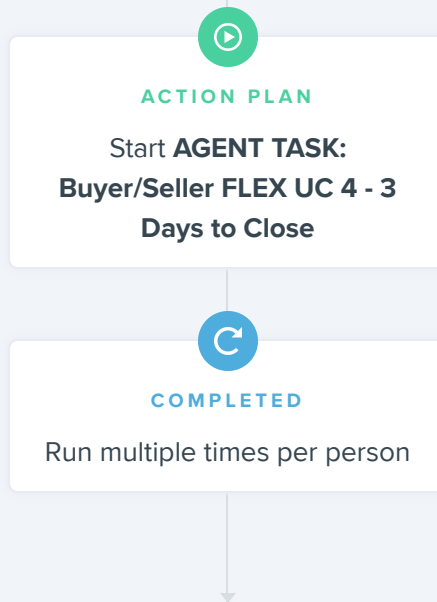 ACTION PLAN
Start AGENT TASK:
Buyer/Seller FLEX UC 4 - 3
Days to Close
COMPLETED
Run multiple times per person